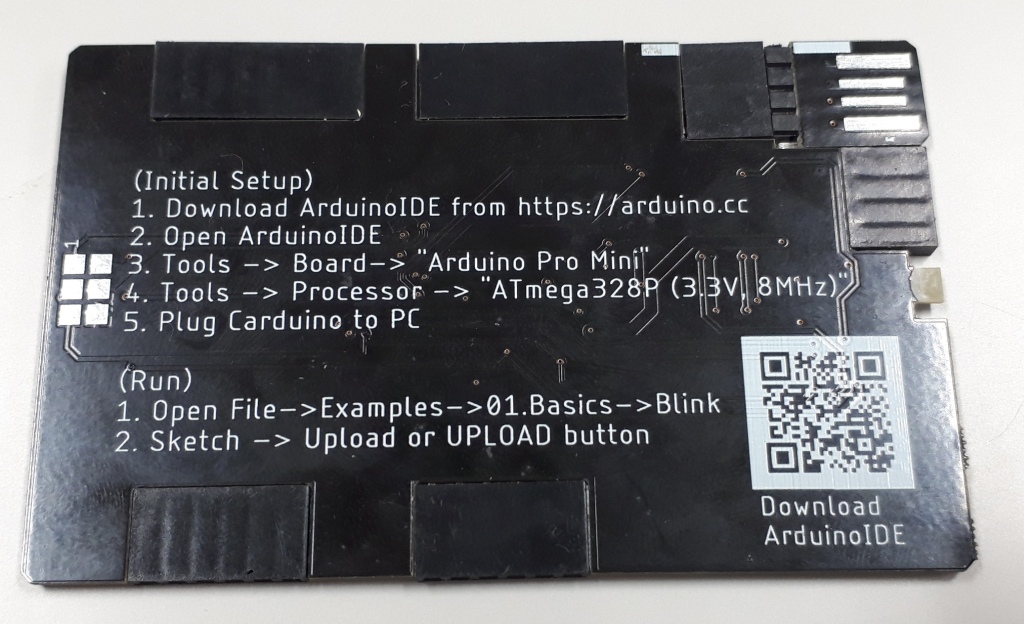 (Initial Setup)
1. Download ArduinoIDE from https://arduino.cc
2. Open ArduinoIDE
3. Tools -> Board-> "Arduino Pro Mini"
4. Tools -> Processor -> "ATmega328P (3.3V, 8MHz)"
5. Plug Carduino to PC
1
(Run)
1. Open File->Examples->01.Basics->Blink
2. Sketch -> Upload or UPLOAD button
Download
ArduinoIDE